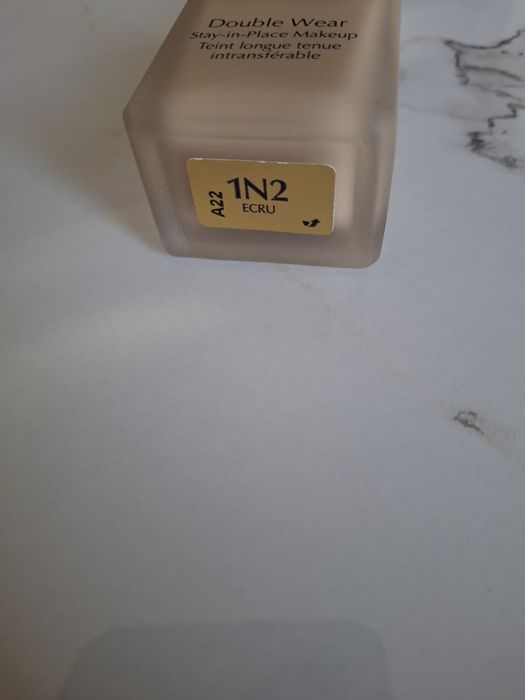 Double Wear
Stay-in-Place Makeup
Teint longue tenue
intransférable
A22
1N2
ECRU